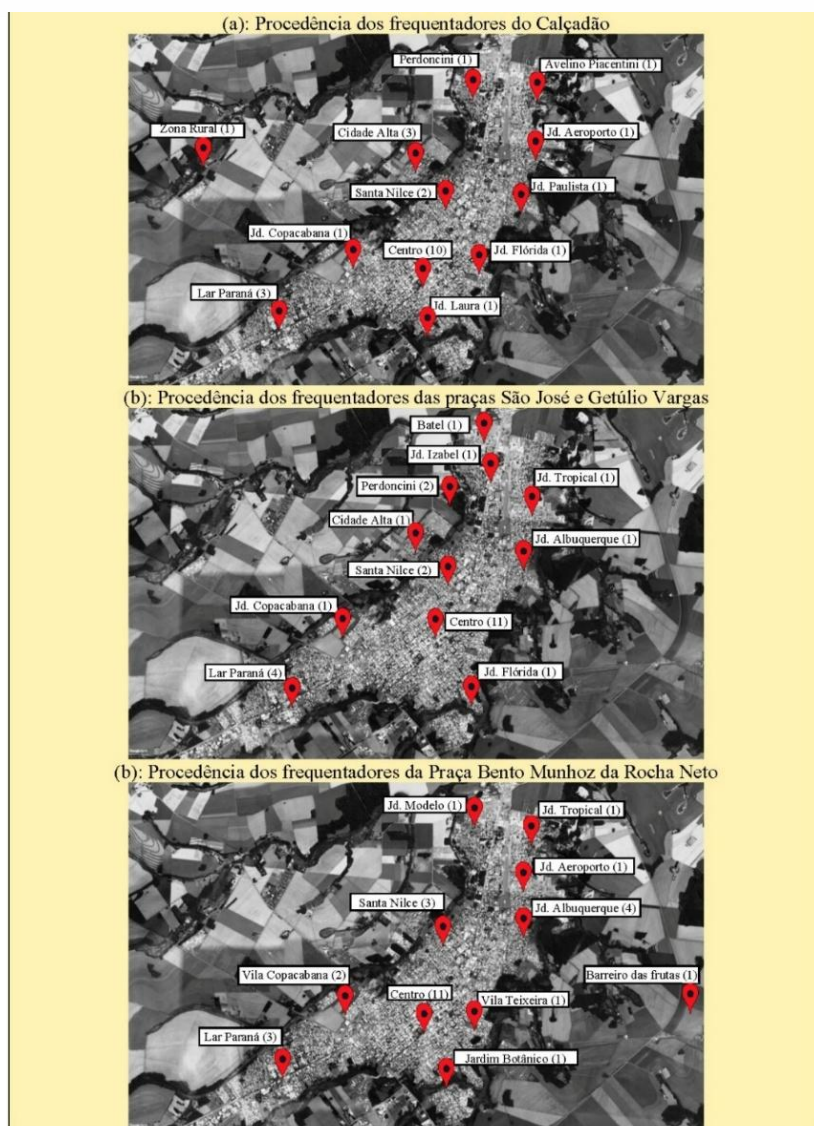 (a): Procedência dos frequentadores do Calçadão
Perdoncini (1)
Avelino Piacentini (1)
Zona Rural (1)
Cidade Alta (3)
Jd. Aeroporto (1)
Santa Nilce (2)
Jd. Paulista (1)
Jd. Copacabana (1)
Centro (10)
Jd. Flórida (1)
Lar Paraná (3)
Jd. Laura (1)
(b): Procedência dos frequentadores das praças São José e Getúlio Vargas
Batel (1)
Jd. Izabel (1)
Perdoncini (2)
Jd. Tropical (1)
Cidade Alta (1)
Jd. Albuquerque (1)
Santa Nilce (2)
Jd. Copacabana (1)
Centro (11)
Lar Paraná (4)
Jd. Flórida (1)
(b): Procedência dos frequentadores da Praça Bento Munhoz da Rocha Neto
Jd. Modelo (1)
Jd. Tropical (1)
Jd. Aeroporto (1)
Santa Nilce (3)
Jd. Albuquerque (4)
Vila Copacabana (2)
Barreiro das frutas (1)
Centro (11)
Vila Teixeira (1)
Lar Paraná (3)
Jardim Botânico (1)